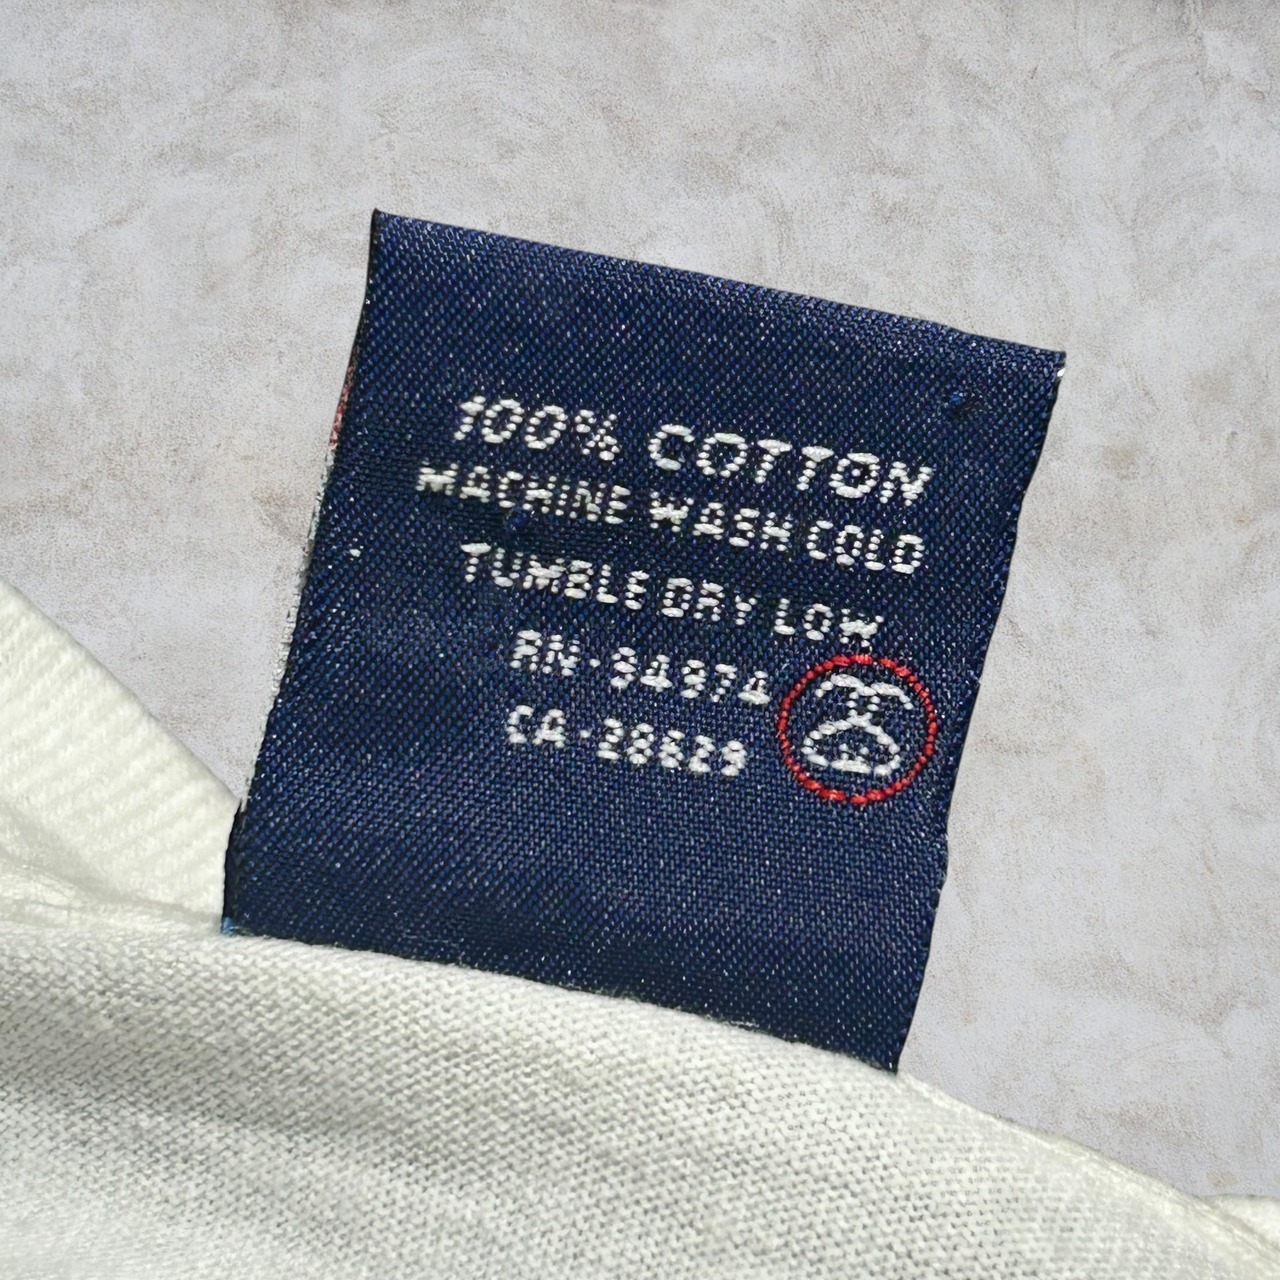 100% COTTON
MACHINE WASH COLD
TUMBLE DRY LOW
RN·94974
CA·28629